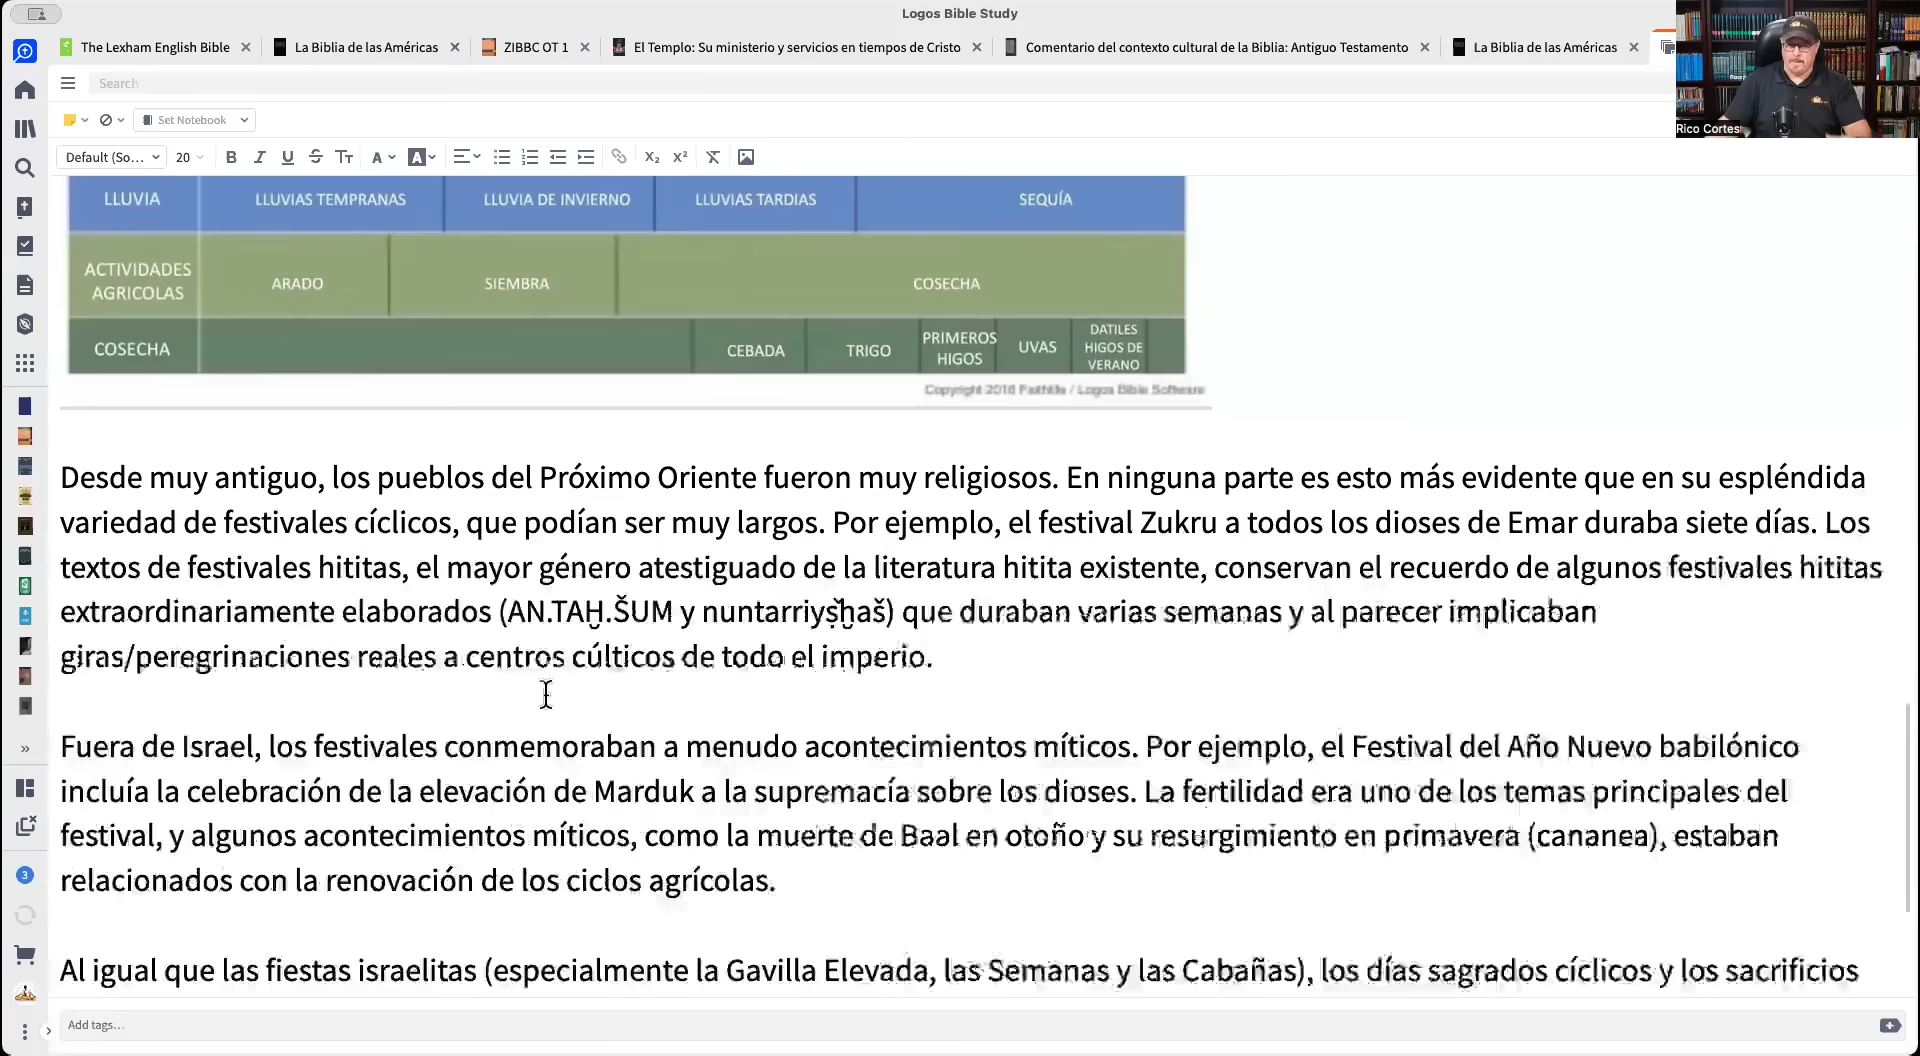 Logos Bible Study
The Lexham English Bible
La Biblia de las Américas
ZIBBC OT 1
El Templo: Su ministerio y servicios en tiempos de Cristo
Comentario del contexto cultural de la Biblia: Antiguo Testamento
La Biblia de las Américas
Search
Set Notebook
Rico Cortes
Default (So...
20
LLUVIA LLUVIAS TEMPRANAS LLUVIA DE INVIERNO LLUVIAS TARDIAS SEQUÍA
ACTIVIDADES
AGRICOLAS
ARADO SIEMBRA COSECHA
COSECHA
CEBADA
TRIGO
PRIMEROS
HIGOS
UVAS
DATILES
HIGOS DE
VERANO
Copyright 2016 Faithlife / Logos Bible Software
Desde muy antiguo, los pueblos del Próximo Oriente fueron muy religiosos. En ninguna parte es esto más evidente que en su espléndida
variedad de festivales cíclicos, que podían ser muy largos. Por ejemplo, el festival Zukru a todos los dioses de Emar duraba siete días. Los
textos de festivales hititas, el mayor género atestiguado de la literatura hitita existente, conservan el recuerdo de algunos festivales hititas
extraordinariamente elaborados (AN.TAḪ.ŠUM y nuntarriyšḫaš) que duraban varias semanas y al parecer implicaban
giras/peregrinaciones reales a centros cúlticos de todo el imperio.
Fuera de Israel, los festivales conmemoraban a menudo acontecimientos míticos. Por ejemplo, el Festival del Año Nuevo babilónico
incluía la celebración de la elevación de Marduk a la supremacía sobre los dioses. La fertilidad era uno de los temas principales del
festival, y algunos acontecimientos míticos, como la muerte de Baal en otoño y su resurgimiento en primavera (cananea), estaban
relacionados con la renovación de los ciclos agrícolas.
Al igual que las fiestas israelitas (especialmente la Gavilla Elevada, las Semanas y las Cabañas), los días sagrados cíclicos y los sacrificios
3
Add tags...